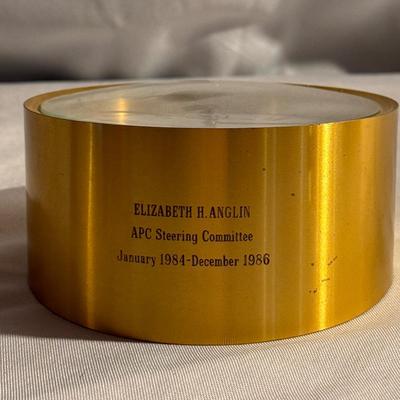 ELIZABETH H. ANGLIN
APC Steering Committee
January 1984-December 1986